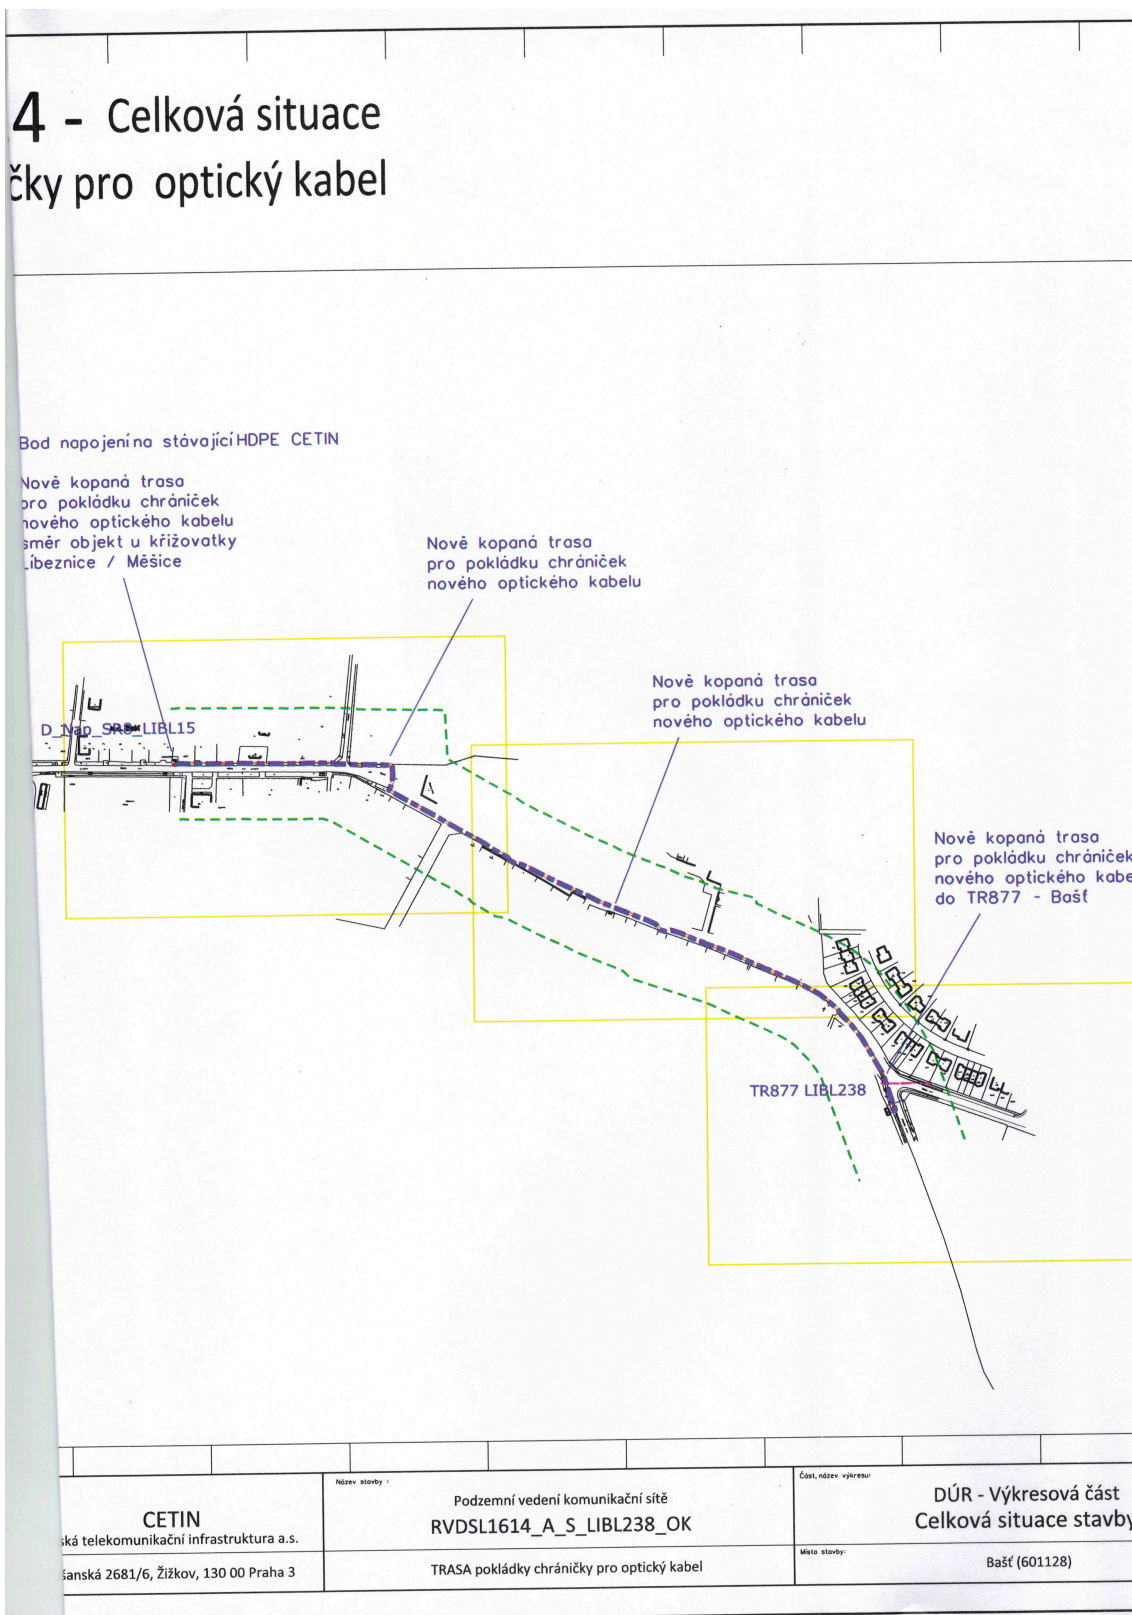 4 - Celková situace
čky pro optický kabel
Bod napojení na stávající HDPE CETIN
Nově kopaná trasa
pro pokládku chrániček
nového optického kabelu
směr objekt u křižovatky
Líbeznice / Měšice
Nově kopaná trasa
pro pokládku chrániček
nového optického kabelu
Nově kopaná trasa
pro pokládku chrániček
nového optického kabelu
D_Nap_SR8_LIBL15
Nově kopaná trasa
pro pokládku chrániček
nového optického kabe
do TR877 - Bašť
TR877 LIBL238
CETIN
ská telekomunikační infrastruktura a.s.
šanská 2681/6, Žižkov, 130 00 Praha 3
Název stavby :
Podzemní vedení komunikační sítě
RVDSL1614_A_S_LIBL238_OK
TRASA pokládky chráničky pro optický kabel
Část, název výkresu:
DÚR - Výkresová část
Celková situace stavby
Místo stavby:
Bašť (601128)